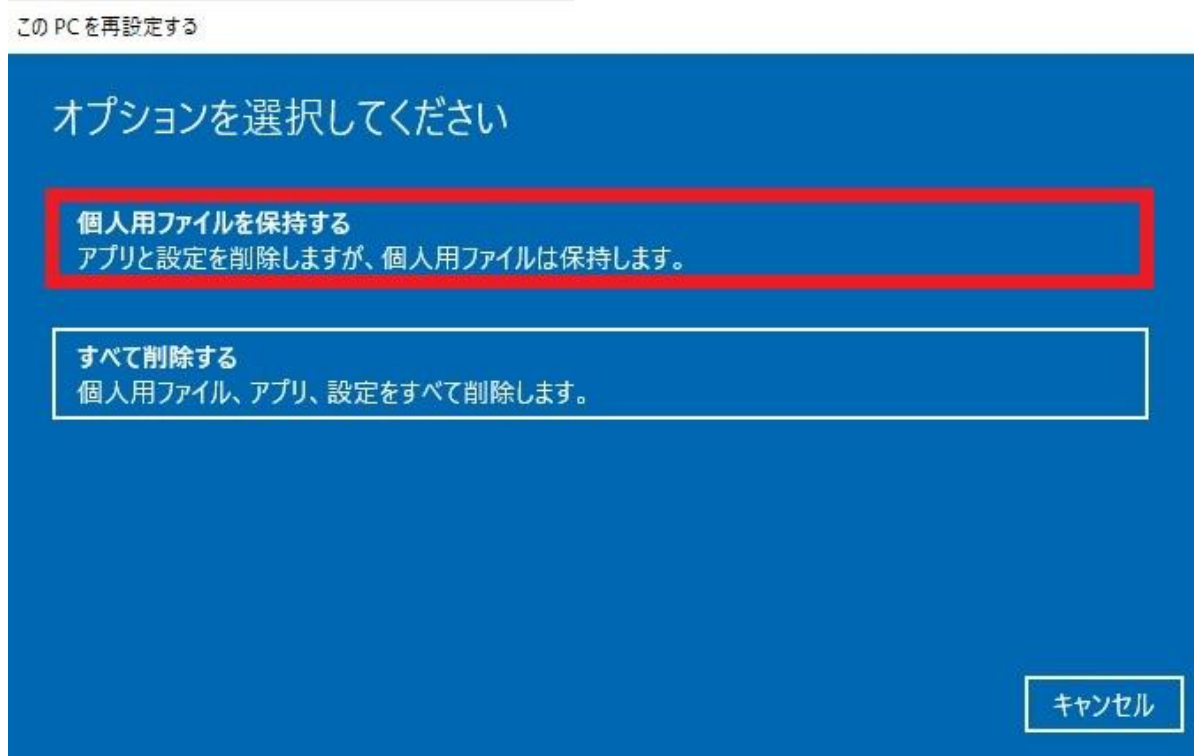 この PC を再設定する
オプションを選択してください
個人用ファイルを保持する
アプリと設定を削除しますが、個人用ファイルは保持します。
すべて削除する
個人用ファイル、アプリ、設定をすべて削除します。
キャンセル